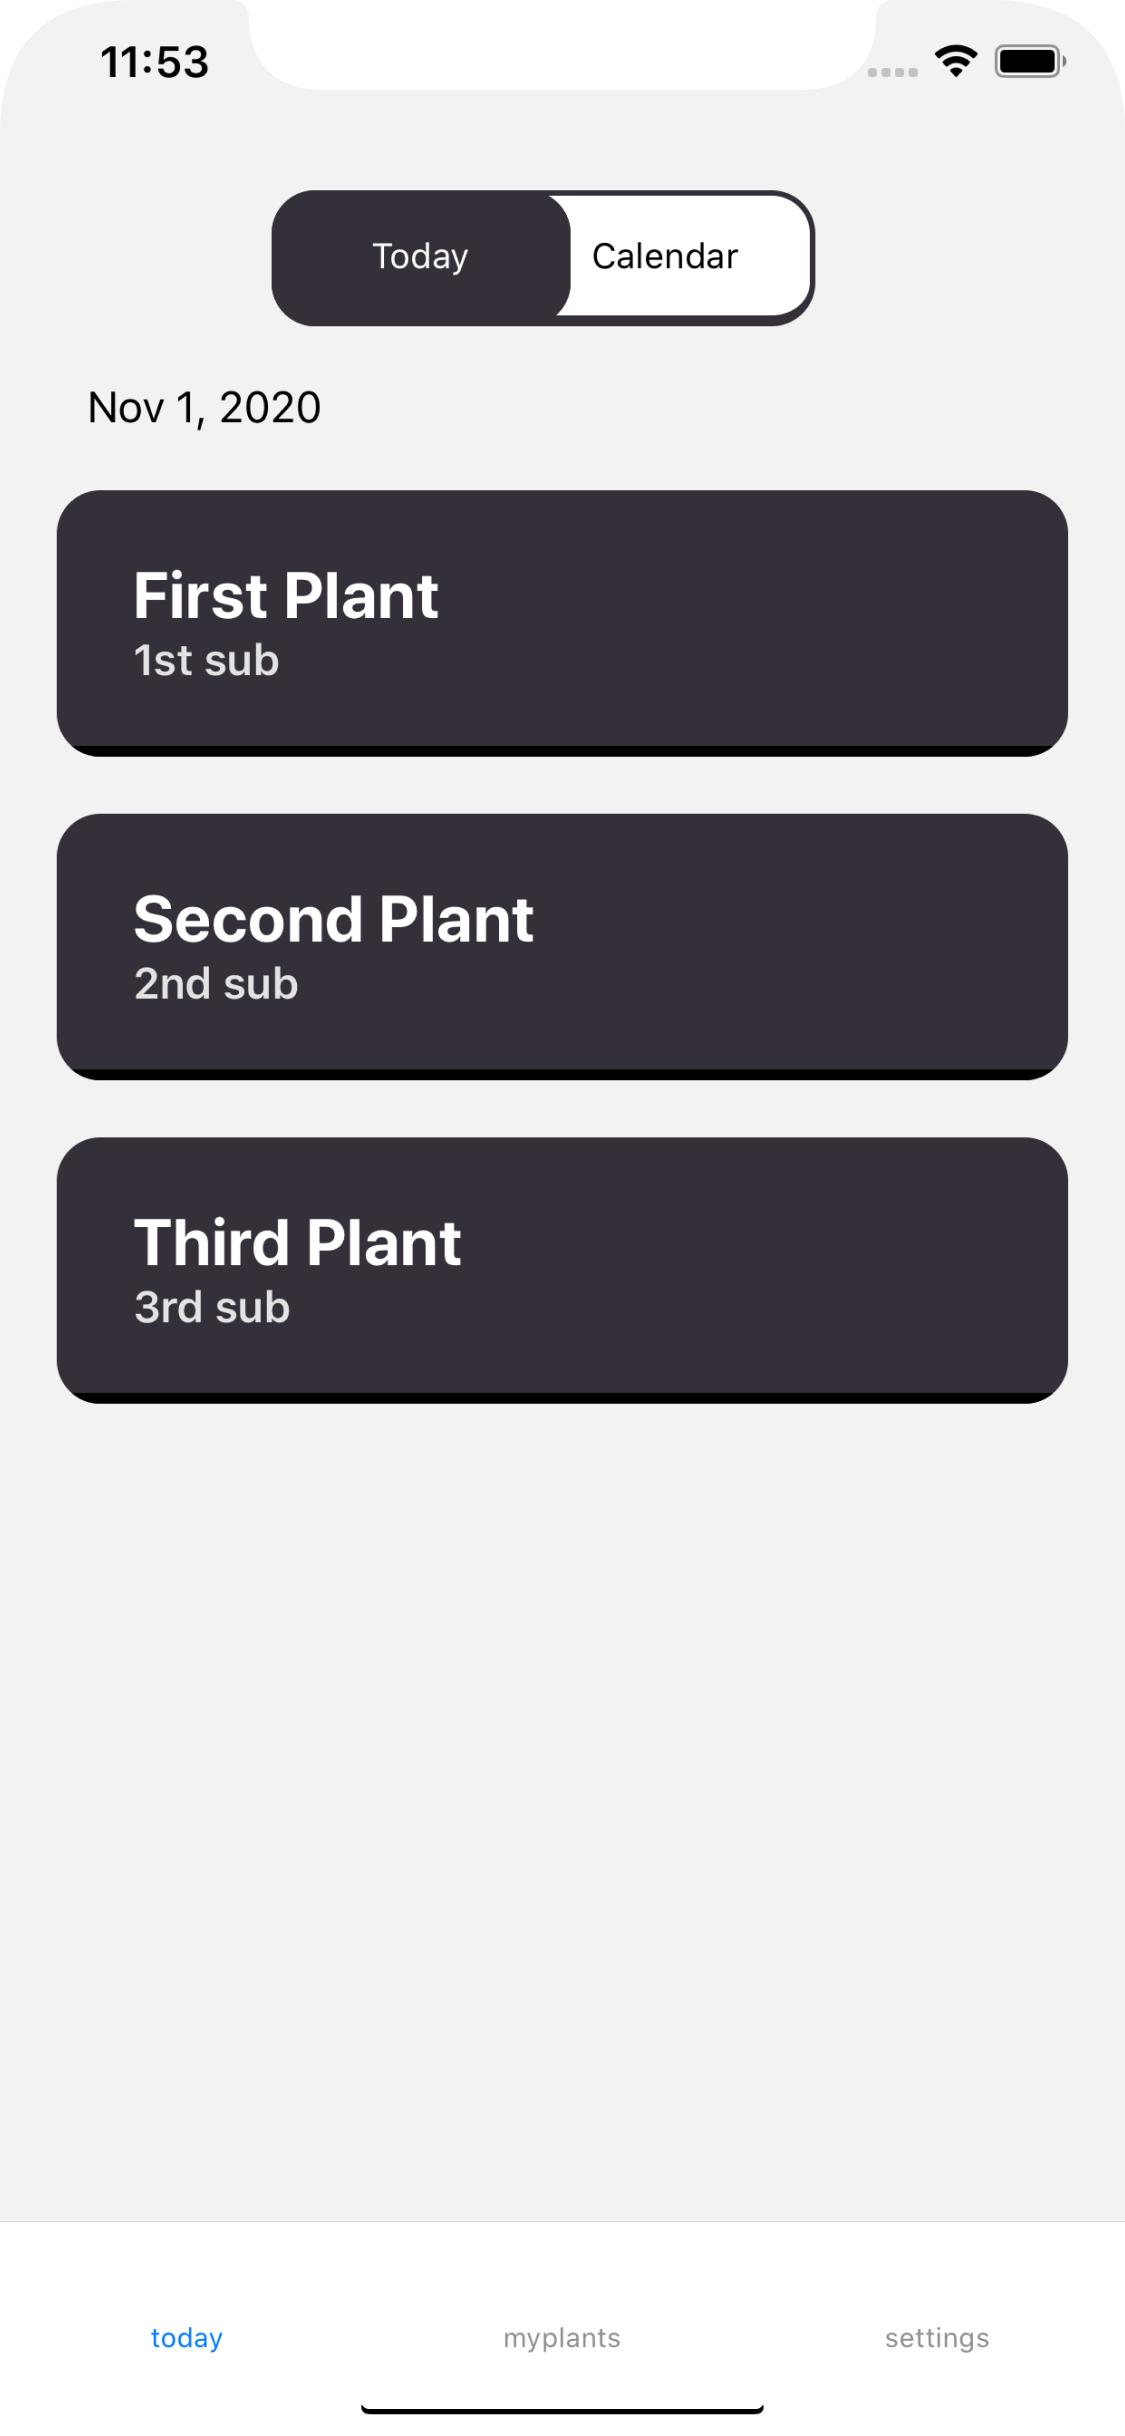 11:53
Today Calendar
Nov 1, 2020
First Plant
1st sub
Second Plant
2nd sub
Third Plant
3rd sub
today myplants settings